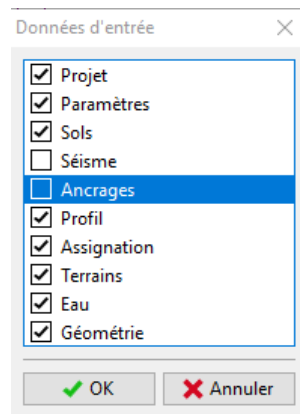 Données d'entrée
Projet
Paramètres
Sols
Séisme
Ancrages
Profil
Assignation
Terrains
Eau
Géométrie
OK Annuler